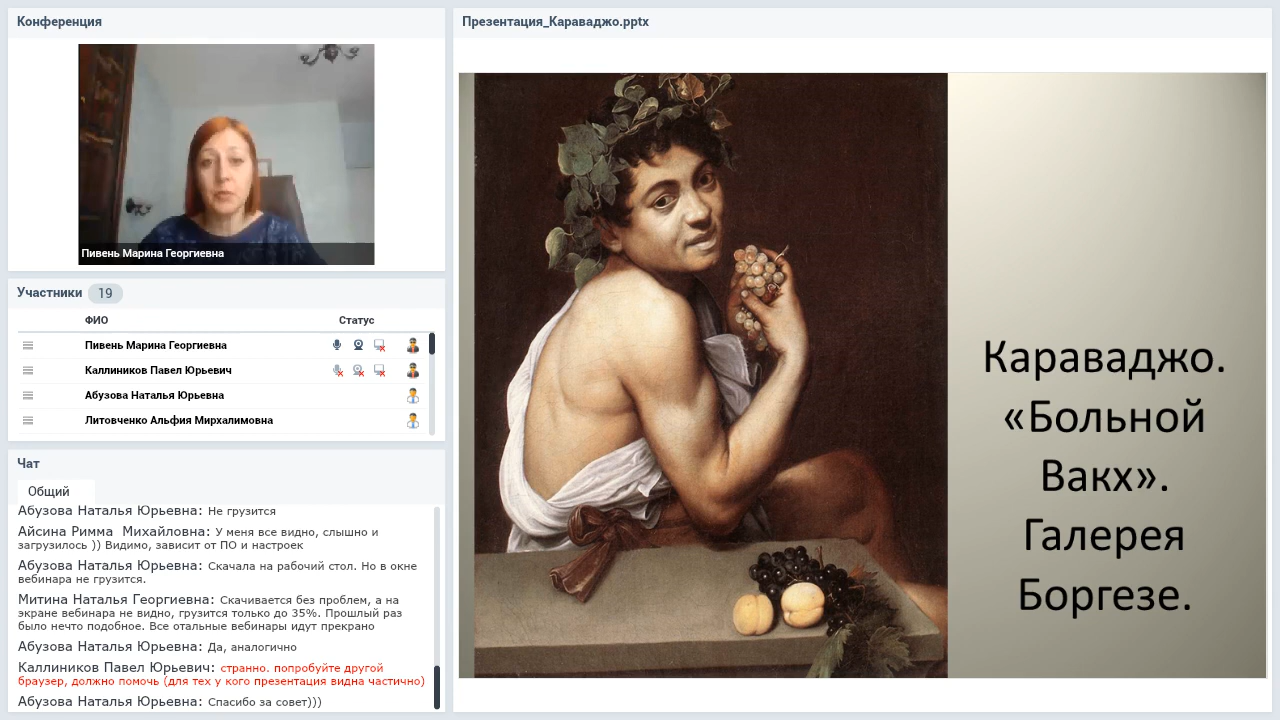 Конференция
Пивень Марина Георгиевна
Участники 19
ФИО Статус
Пивень Марина Георгиевна
Каллиников Павел Юрьевич
Абузова Наталья Юрьевна
Литовченко Альфия Мирхалимовна
Чат
Общий
Абузова Наталья Юрьевна: Не грузится
Айсина Римма Михайловна: У меня все видно, слышно и
загрузилось )) Видимо, зависит от ПО и настроек
Абузова Наталья Юрьевна: Скачала на рабочий стол. Но в окне
вебинара не грузится.
Митина Наталья Георгиевна: Скачивается без проблем, а на
экране вебинара не видно, грузится только до 35%. Прошлый раз
было нечто подобное. Все отальные вебинары идут прекрано
Абузова Наталья Юрьевна: Да, аналогично
Каллиников Павел Юрьевич: странно. попробуйте другой
браузер, должно помочь (для тех у кого презентация видна частично)
Абузова Наталья Юрьевна: Спасибо за совет)))
Презентация_Караваджо.pptx
Караваджо.
«Больной
Вакх».
Галерея
Боргезе.